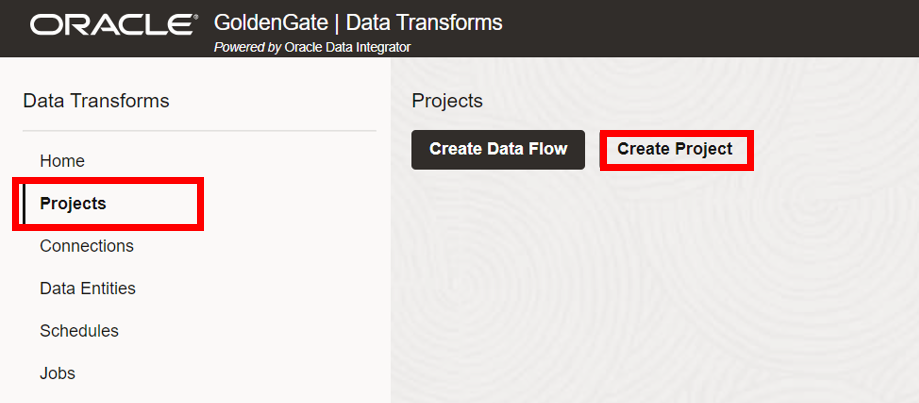 ORACLE® GoldenGate | Data Transforms
Powered by Oracle Data Integrator
Data Transforms
Home
Projects
Connections
Data Entities
Schedules
Jobs
Projects
Create Data Flow
Create Project